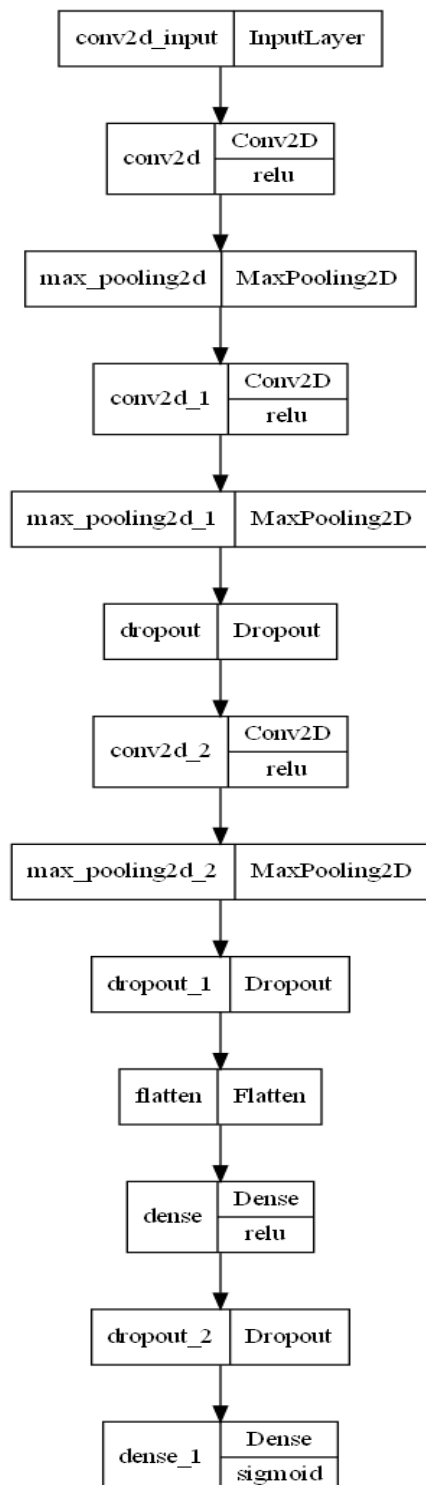 conv2d_input InputLayer
conv2d Conv2D
relu
max_pooling2d MaxPooling2D
conv2d_1 Conv2D
relu
max_pooling2d_1 MaxPooling2D
dropout Dropout
conv2d_2 Conv2D
relu
max_pooling2d_2 MaxPooling2D
dropout_1 Dropout
flatten Flatten
dense Dense
relu
dropout_2 Dropout
dense_1 Dense
sigmoid